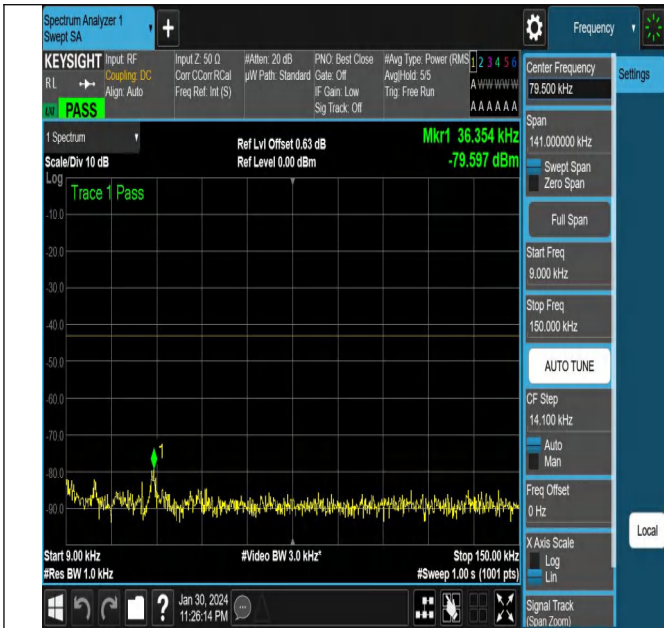 Spectrum Analyzer 1
Swept SA
+
Frequency
KEYSIGHT
RL
PASS
Input: RF
Coupling: DC
Align: Auto
Input Z: 50 Ω
Corr CCorr RCal
Freq Ref: Int (S)
#Atten: 20 dB
µW Path: Standard
PNO: Best Close
Gate: Off
IF Gain: Low
Sig Track: Off
#Avg Type: Power (RMS
Avg|Hold: 5/5
Trig: Free Run
1 2 3 4 5 6
A W W W W W
A A A A A A
1 Spectrum
Scale/Div 10 dB
Ref Lvl Offset 0.63 dB
Ref Level 0.00 dBm
Mkr1 36.354 kHz
-79.597 dBm
Log
Trace 1 Pass
-10.0
-20.0
-30.0
-40.0
-50.0
-60.0
-70.0
-80.0
-90.0
1
Start 9.00 kHz
#Res BW 1.0 kHz
#Video BW 3.0 kHz*
Stop 150.00 kHz
#Sweep 1.00 s (1001 pts)
?
Jan 30, 2024
11:26:14 PM
Center Frequency
79.500 kHz
Span
141.000000 kHz
Swept Span
Zero Span
Full Span
Start Freq
9.000 kHz
Stop Freq
150.000 kHz
AUTO TUNE
CF Step
14.100 kHz
Auto
Man
Freq Offset
0 Hz
X Axis Scale
Log
Lin
Signal Track
(Span Zoom)
Settings
Local